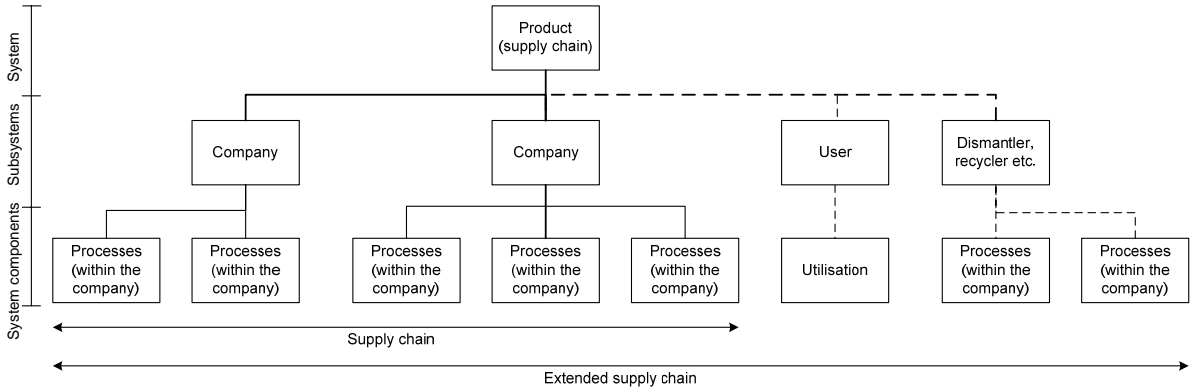 System
Product
(supply chain)
Subsystems
Company
Company
User
Dismantler,
recycler etc.
System components
Processes
(within the
company)
Processes
(within the
company)
Processes
(within the
company)
Processes
(within the
company)
Processes
(within the
company)
Utilisation
Processes
(within the
company)
Processes
(within the
company)
Supply chain
Extended supply chain